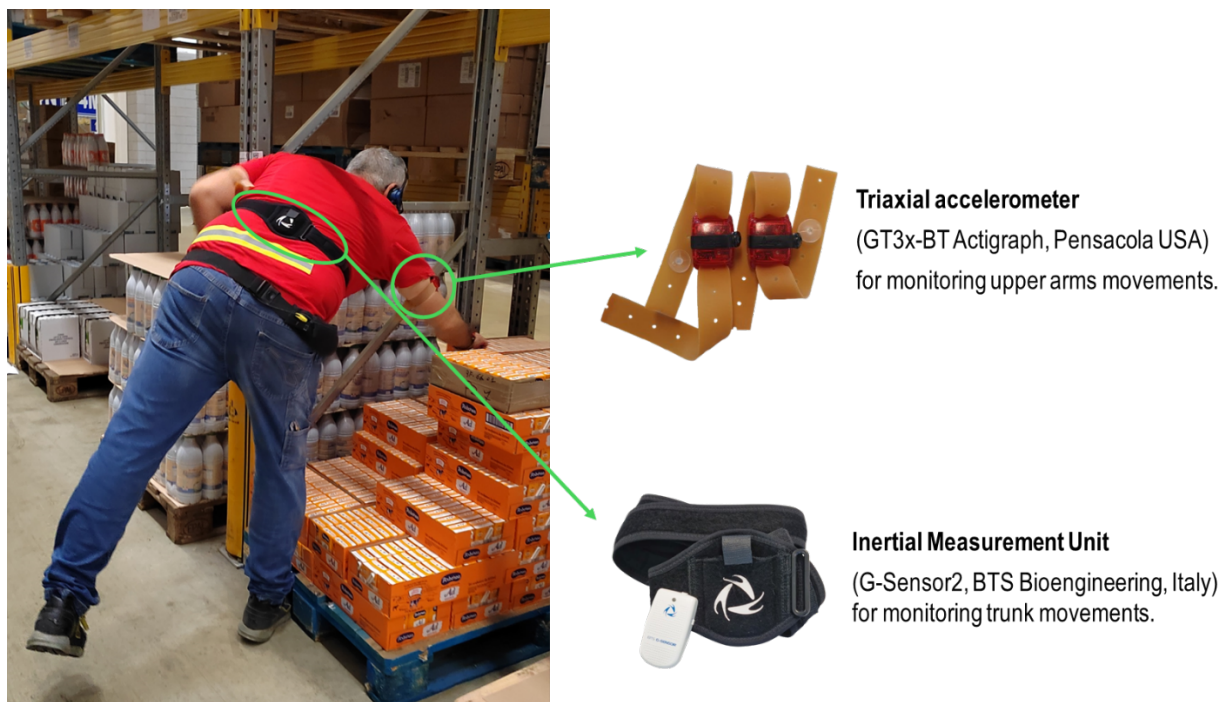 Triaxial accelerometer
(GT3x-BT Actigraph, Pensacola USA)
for monitoring upper arms movements.
Inertial Measurement Unit
(G-Sensor2, BTS Bioengineering, Italy)
for monitoring trunk movements.